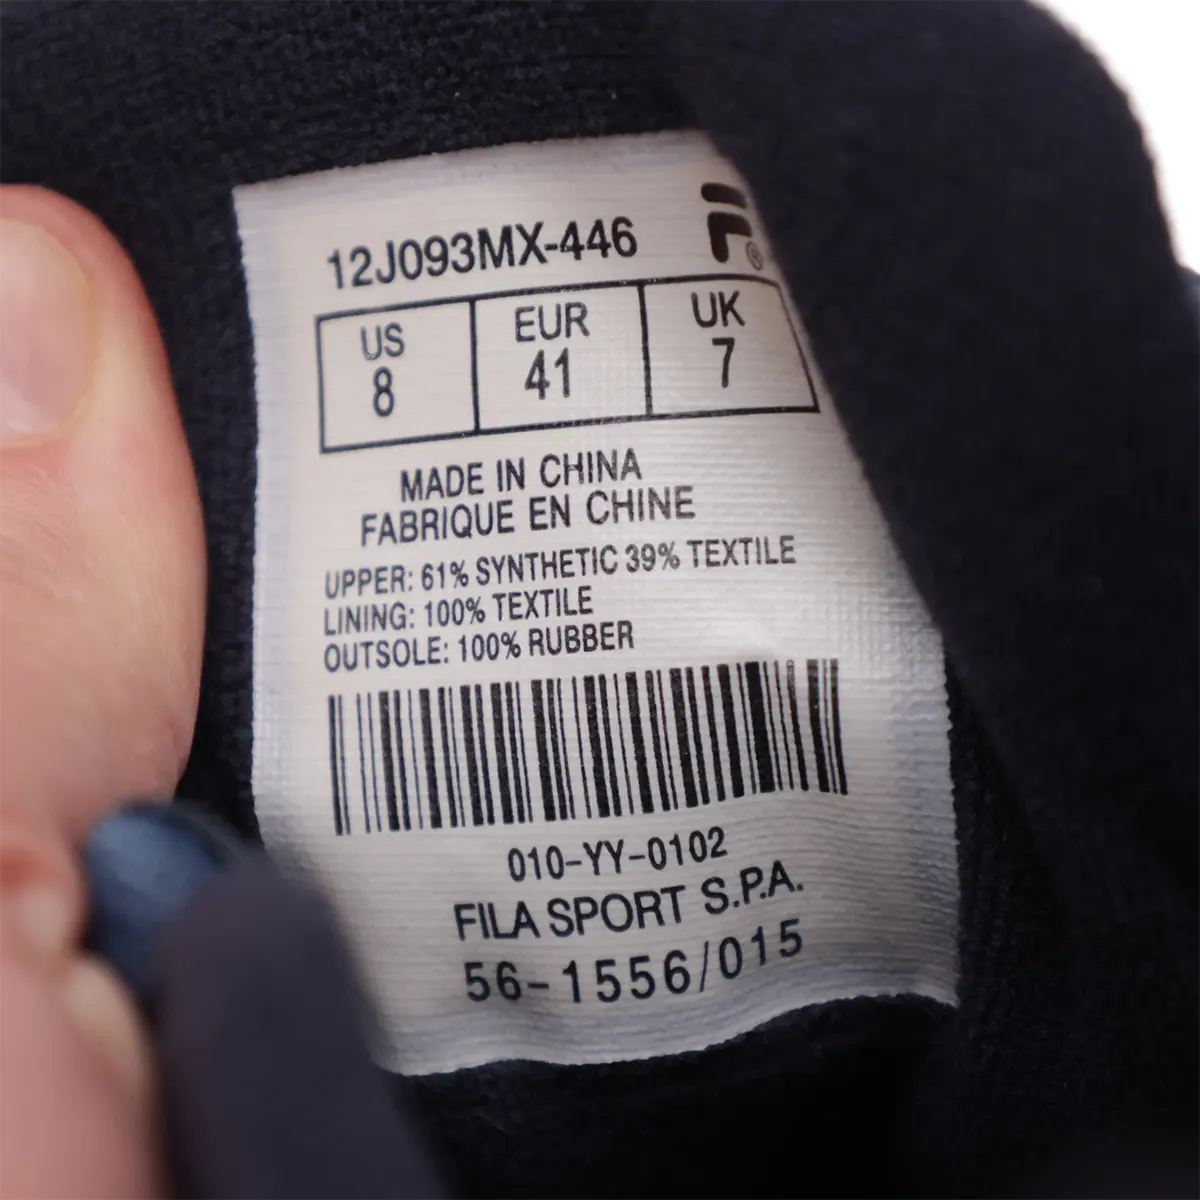 12J093MX-446
F®
US EUR UK
8 41 7
MADE IN CHINA
FABRIQUE EN CHINE
UPPER: 61% SYNTHETIC 39% TEXTILE
LINING: 100% TEXTILE
OUTSOLE: 100% RUBBER
010-YY-0102
FILA SPORT S.P.A.
56-1556/015